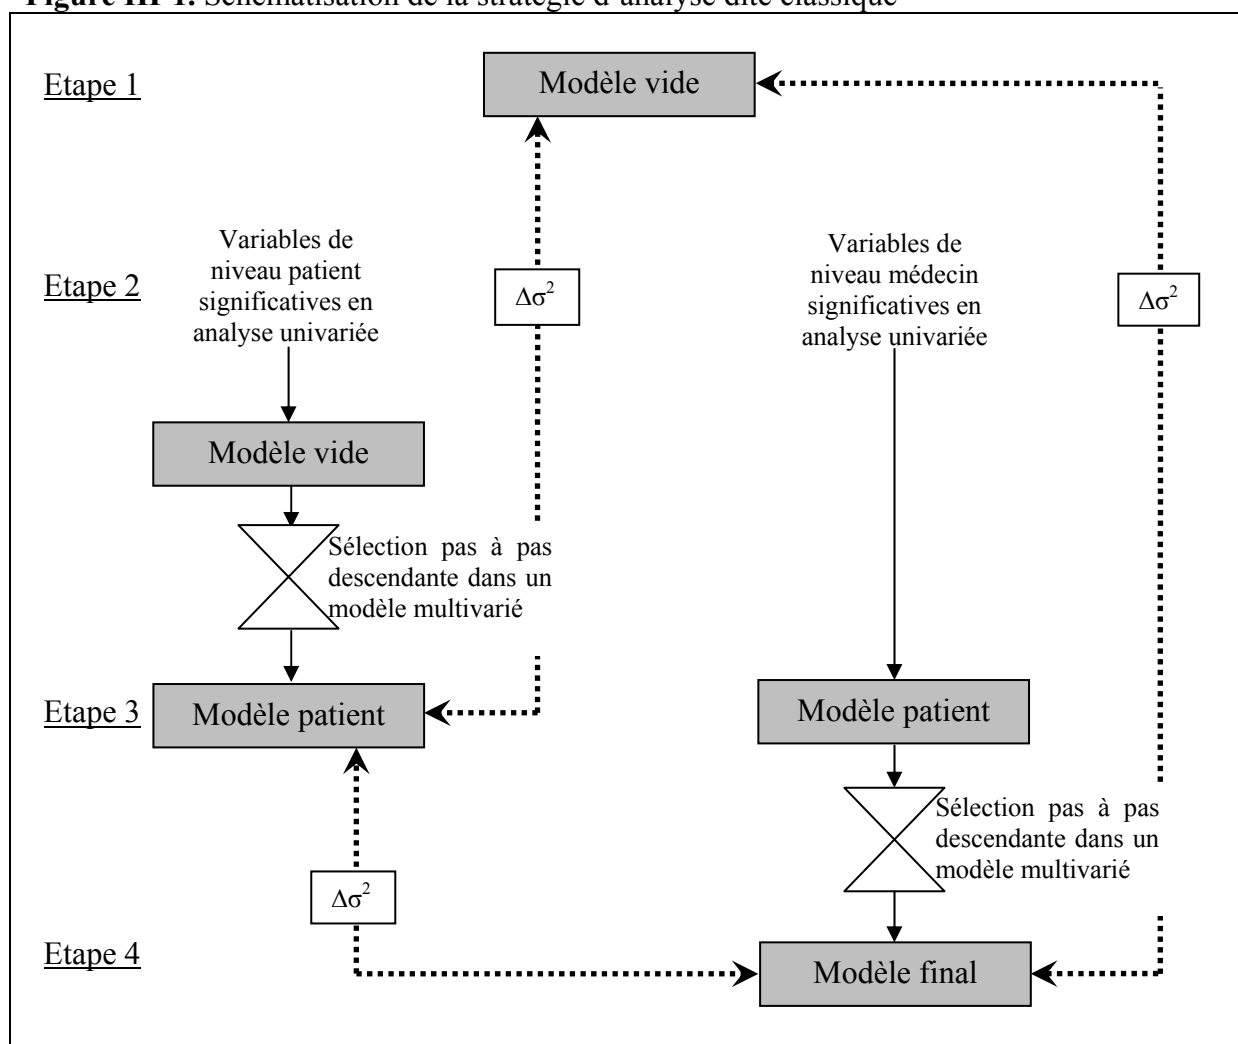 Figure III-1. Schématisation de la stratégie d'analyse dite classique
Etape 1
Modèle vide
Etape 2
Variables de
niveau patient
significatives en
analyse univariée
Δσ²
Variables de
niveau médecin
significatives en
analyse univariée
Δσ²
Modèle vide
Sélection pas à pas
descendante dans un
modèle multivarié
Etape 3
Modèle patient
Modèle patient
Sélection pas à pas
descendante dans un
modèle multivarié
Δσ²
Etape 4
Modèle final